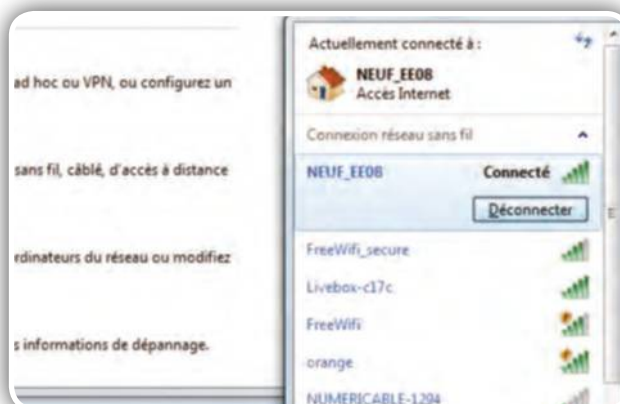 ad hoc ou VPN, ou configurez un
sans fil, câblé, d'accès à distance
rdinateurs du réseau ou modifiez
s informations de dépannage.
Actuellement connecté à :
NEUF_EE08
Accès Internet
Connexion réseau sans fil
NEUF_EE08 Connecté
Déconnecter
FreeWifi_secure
Livebox-c17c
FreeWifi
orange
NUMERICABLE-1294